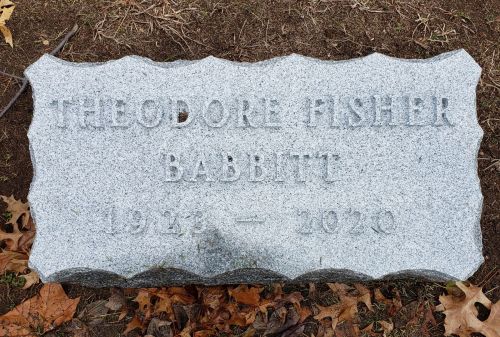 THEODORE FISHER
BABBITT
1923 — 2020